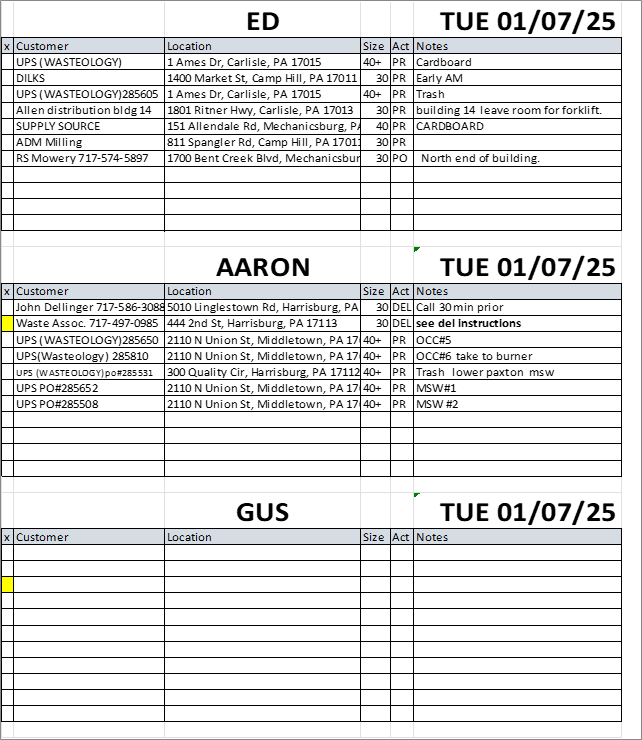 ED TUE 01/07/25
x Customer Location Size Act Notes
UPS (WASTEOLOGY) 1 Ames Dr, Carlisle, PA 17015 40+ PR Cardboard
DILKS 1400 Market St, Camp Hill, PA 17011 30 PR Early AM
UPS (WASTEOLOGY)285605 1 Ames Dr, Carlisle, PA 17015 40+ PR Trash
Allen distribution bldg 14 1801 Ritner Hwy, Carlisle, PA 17013 30 PR building 14 leave room for forklift.
SUPPLY SOURCE 151 Allendale Rd, Mechanicsburg, PA 40 PR CARDBOARD
ADM Milling 811 Spangler Rd, Camp Hill, PA 17011 30 PR
RS Mowery 717-574-5897 1700 Bent Creek Blvd, Mechanicsbur 30 PO North end of building.
AARON TUE 01/07/25
x Customer Location Size Act Notes
John Dellinger 717-586-3088 5010 Linglestown Rd, Harrisburg, PA 30 DEL Call 30 min prior
Waste Assoc. 717-497-0985 444 2nd St, Harrisburg, PA 17113 30 DEL see del instructions
UPS (WASTEOLOGY)285650 2110 N Union St, Middletown, PA 17 40+ PR OCC#5
UPS(Wasteology) 285810 2110 N Union St, Middletown, PA 17 40+ PR OCC#6 take to burner
UPS (WASTEOLOGY)po#285531 300 Quality Cir, Harrisburg, PA 17112 40+ PR Trash lower paxton msw
UPS PO#285652 2110 N Union St, Middletown, PA 17 40+ PR MSW#1
UPS PO#285508 2110 N Union St, Middletown, PA 17 40+ PR MSW #2
GUS TUE 01/07/25
x Customer Location Size Act Notes